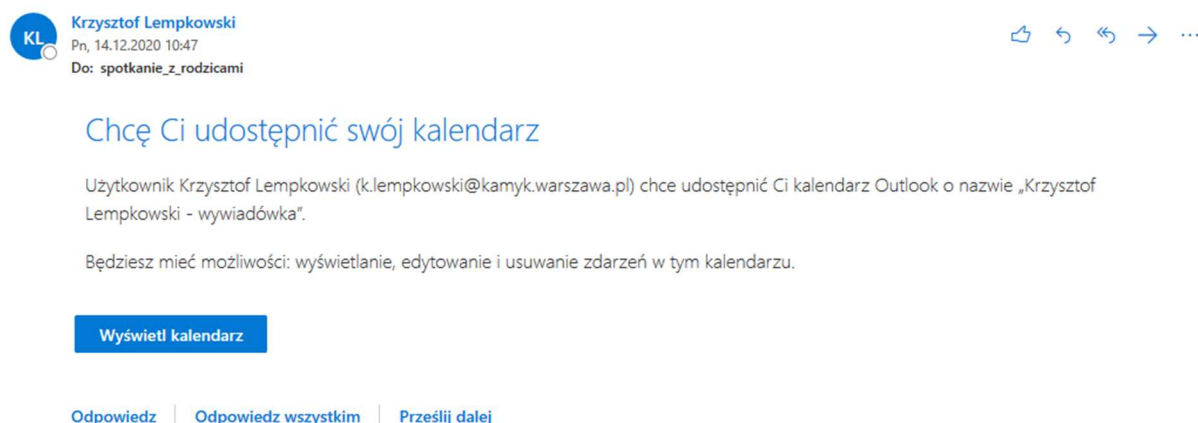 KL
Krzysztof Lempkowski
Pn, 14.12.2020 10:47
Do: spotkanie_z_rodzicami
Chcę Ci udostępnić swój kalendarz
Użytkownik Krzysztof Lempkowski (k.lempkowski@kamyk.warszawa.pl) chce udostępnić Ci kalendarz Outlook o nazwie „Krzysztof
Lempkowski - wywiadówka”.
Będziesz mieć możliwości: wyświetlanie, edytowanie i usuwanie zdarzeń w tym kalendarzu.
Wyświetl kalendarz
Odpowiedz | Odpowiedz wszystkim | Prześlij dalej